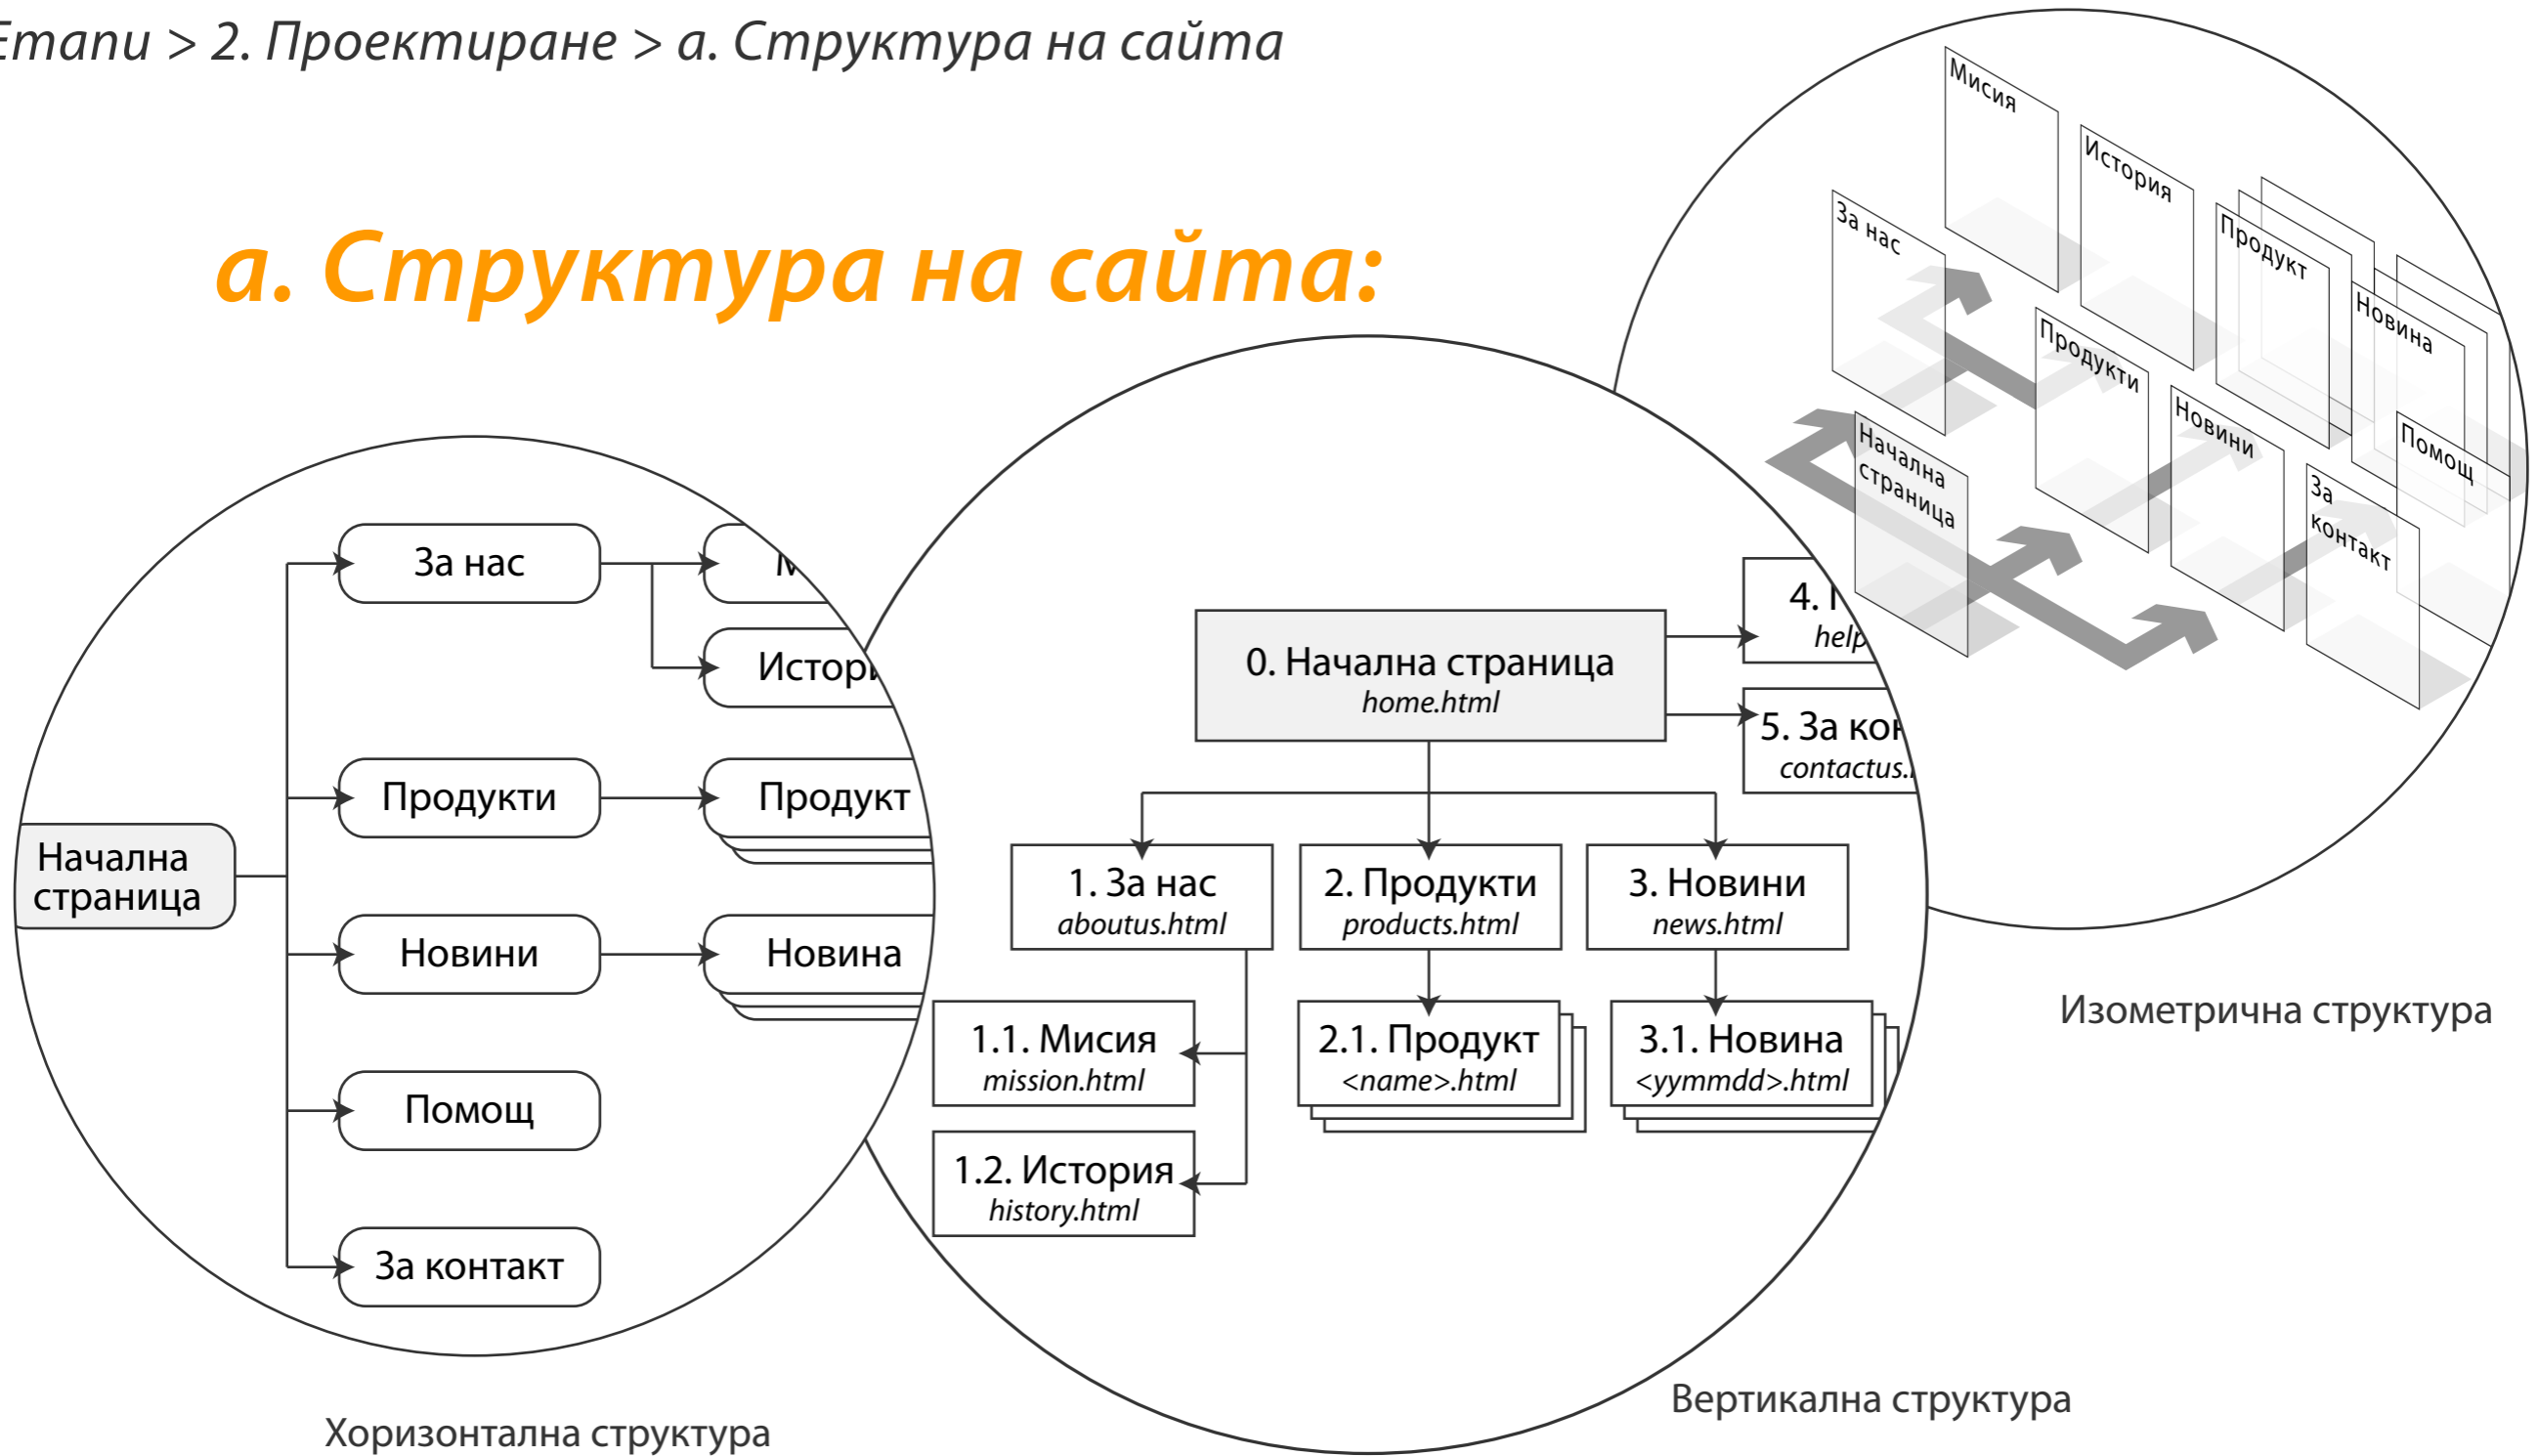 Етапи > 2. Проектиране > а. Структура на сайта
а. Структура на сайта:
Начална
страница
За нас
Продукти
Продукт
Новини
Новина
Помощ
За контакт
Хоризонтална структура
0. Начална страница
home.html
4.
help
5. За
contactus.
1. За нас
aboutus.html
2. Продукти
products.html
3. Новини
news.html
1.1. Мисия
mission.html
2.1. Продукт
<name>.html
3.1. Новина
<yymmdd>.html
1.2. История
history.html
Вертикална структура
Мисия
История
За нас
Продукт
Новина
Продукти
Новини
Помощ
Начална
страница
За
контакт
Изометрична структура